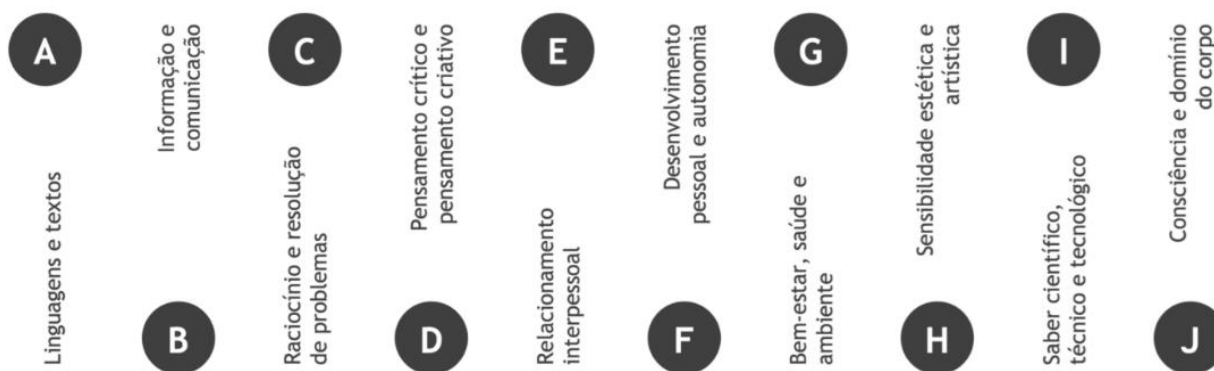 A
Linguagens e textos
Informação e
comunicação
B
C
Raciocínio e resolução
de problemas
Pensamento crítico e
pensamento criativo
D
E
Relacionamento
interpessoal
Desenvolvimento
pessoal e autonomia
F
G
Bem-estar, saúde e
ambiente
Sensibilidade estética e
artística
H
I
Saber científico,
técnico e tecnológico
Consciência e domínio
do corpo
J